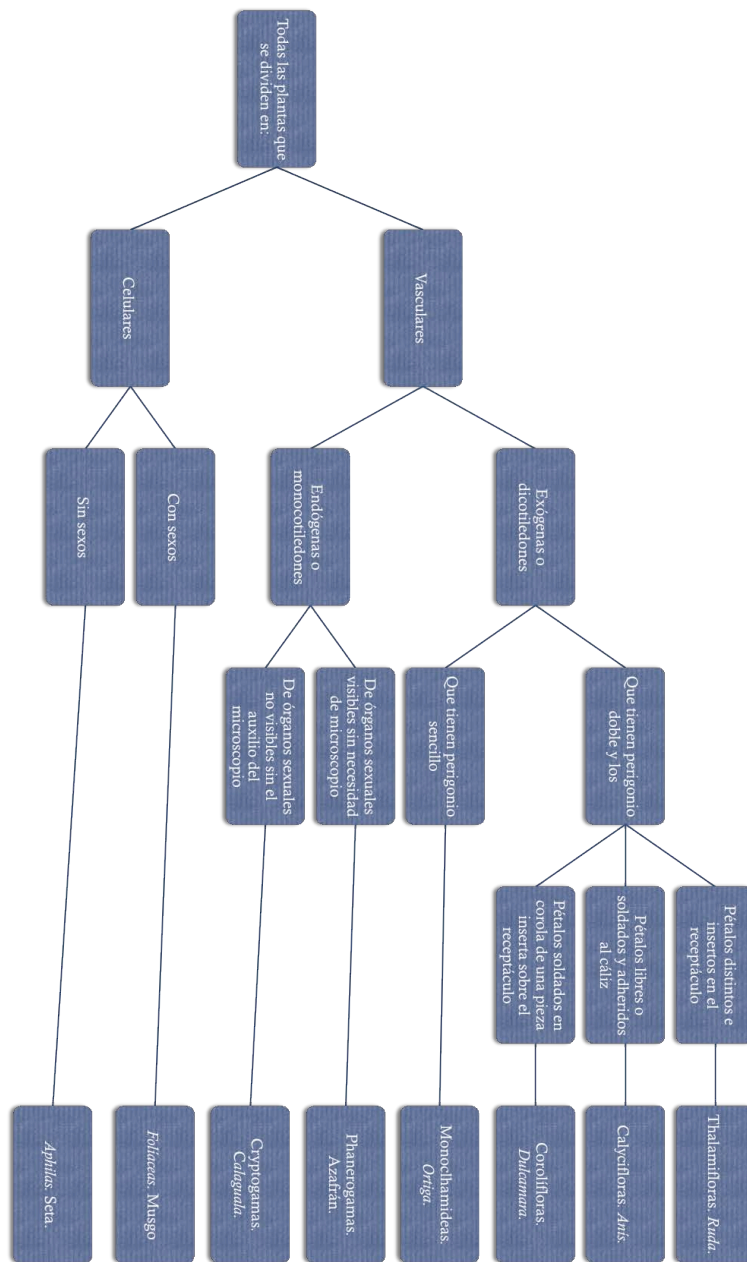 Todas las plantas que
se dividen en:
Vasculares
Celulares
Exógenas o
dicotiledones
Endógenas o
monocotiledones
Con sexos
Sin sexos
Que tienen perigonio
doble y los
Que tienen perigonio
sencillo
De órganos sexuales
visibles sin necesidad
de microscopio
De órganos sexuales
no visibles sin el
auxilio del
microscopio
Pétalos distintos e
insertos en el
receptáculo
Pétalos libres o
soldados y adheridos
al cáliz
Pétalos soldados en
corola de una pieza
inserta sobre el
receptáculo
Thalamifloras. Ruda.
Calycifloras. Anis.
Corolífloras.
Dulcamara.
Monoclhamideas.
Ortiga.
Phanerogamas.
Azafrán.
Cryptogamas.
Calaguala.
Foliaceas. Musgo
Aphilas. Seta.